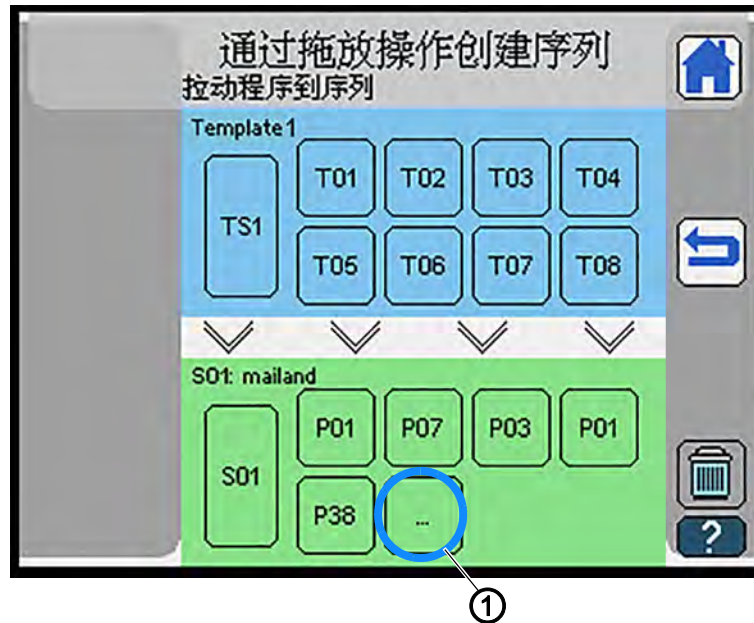 通过拖放操作创建序列
拉动程序到序列
Template 1
TS1
T01 T02 T03 T04
T05 T06 T07 T08
S01: mailand
S01
P01 P07 P03 P01
P38 ...
?
1